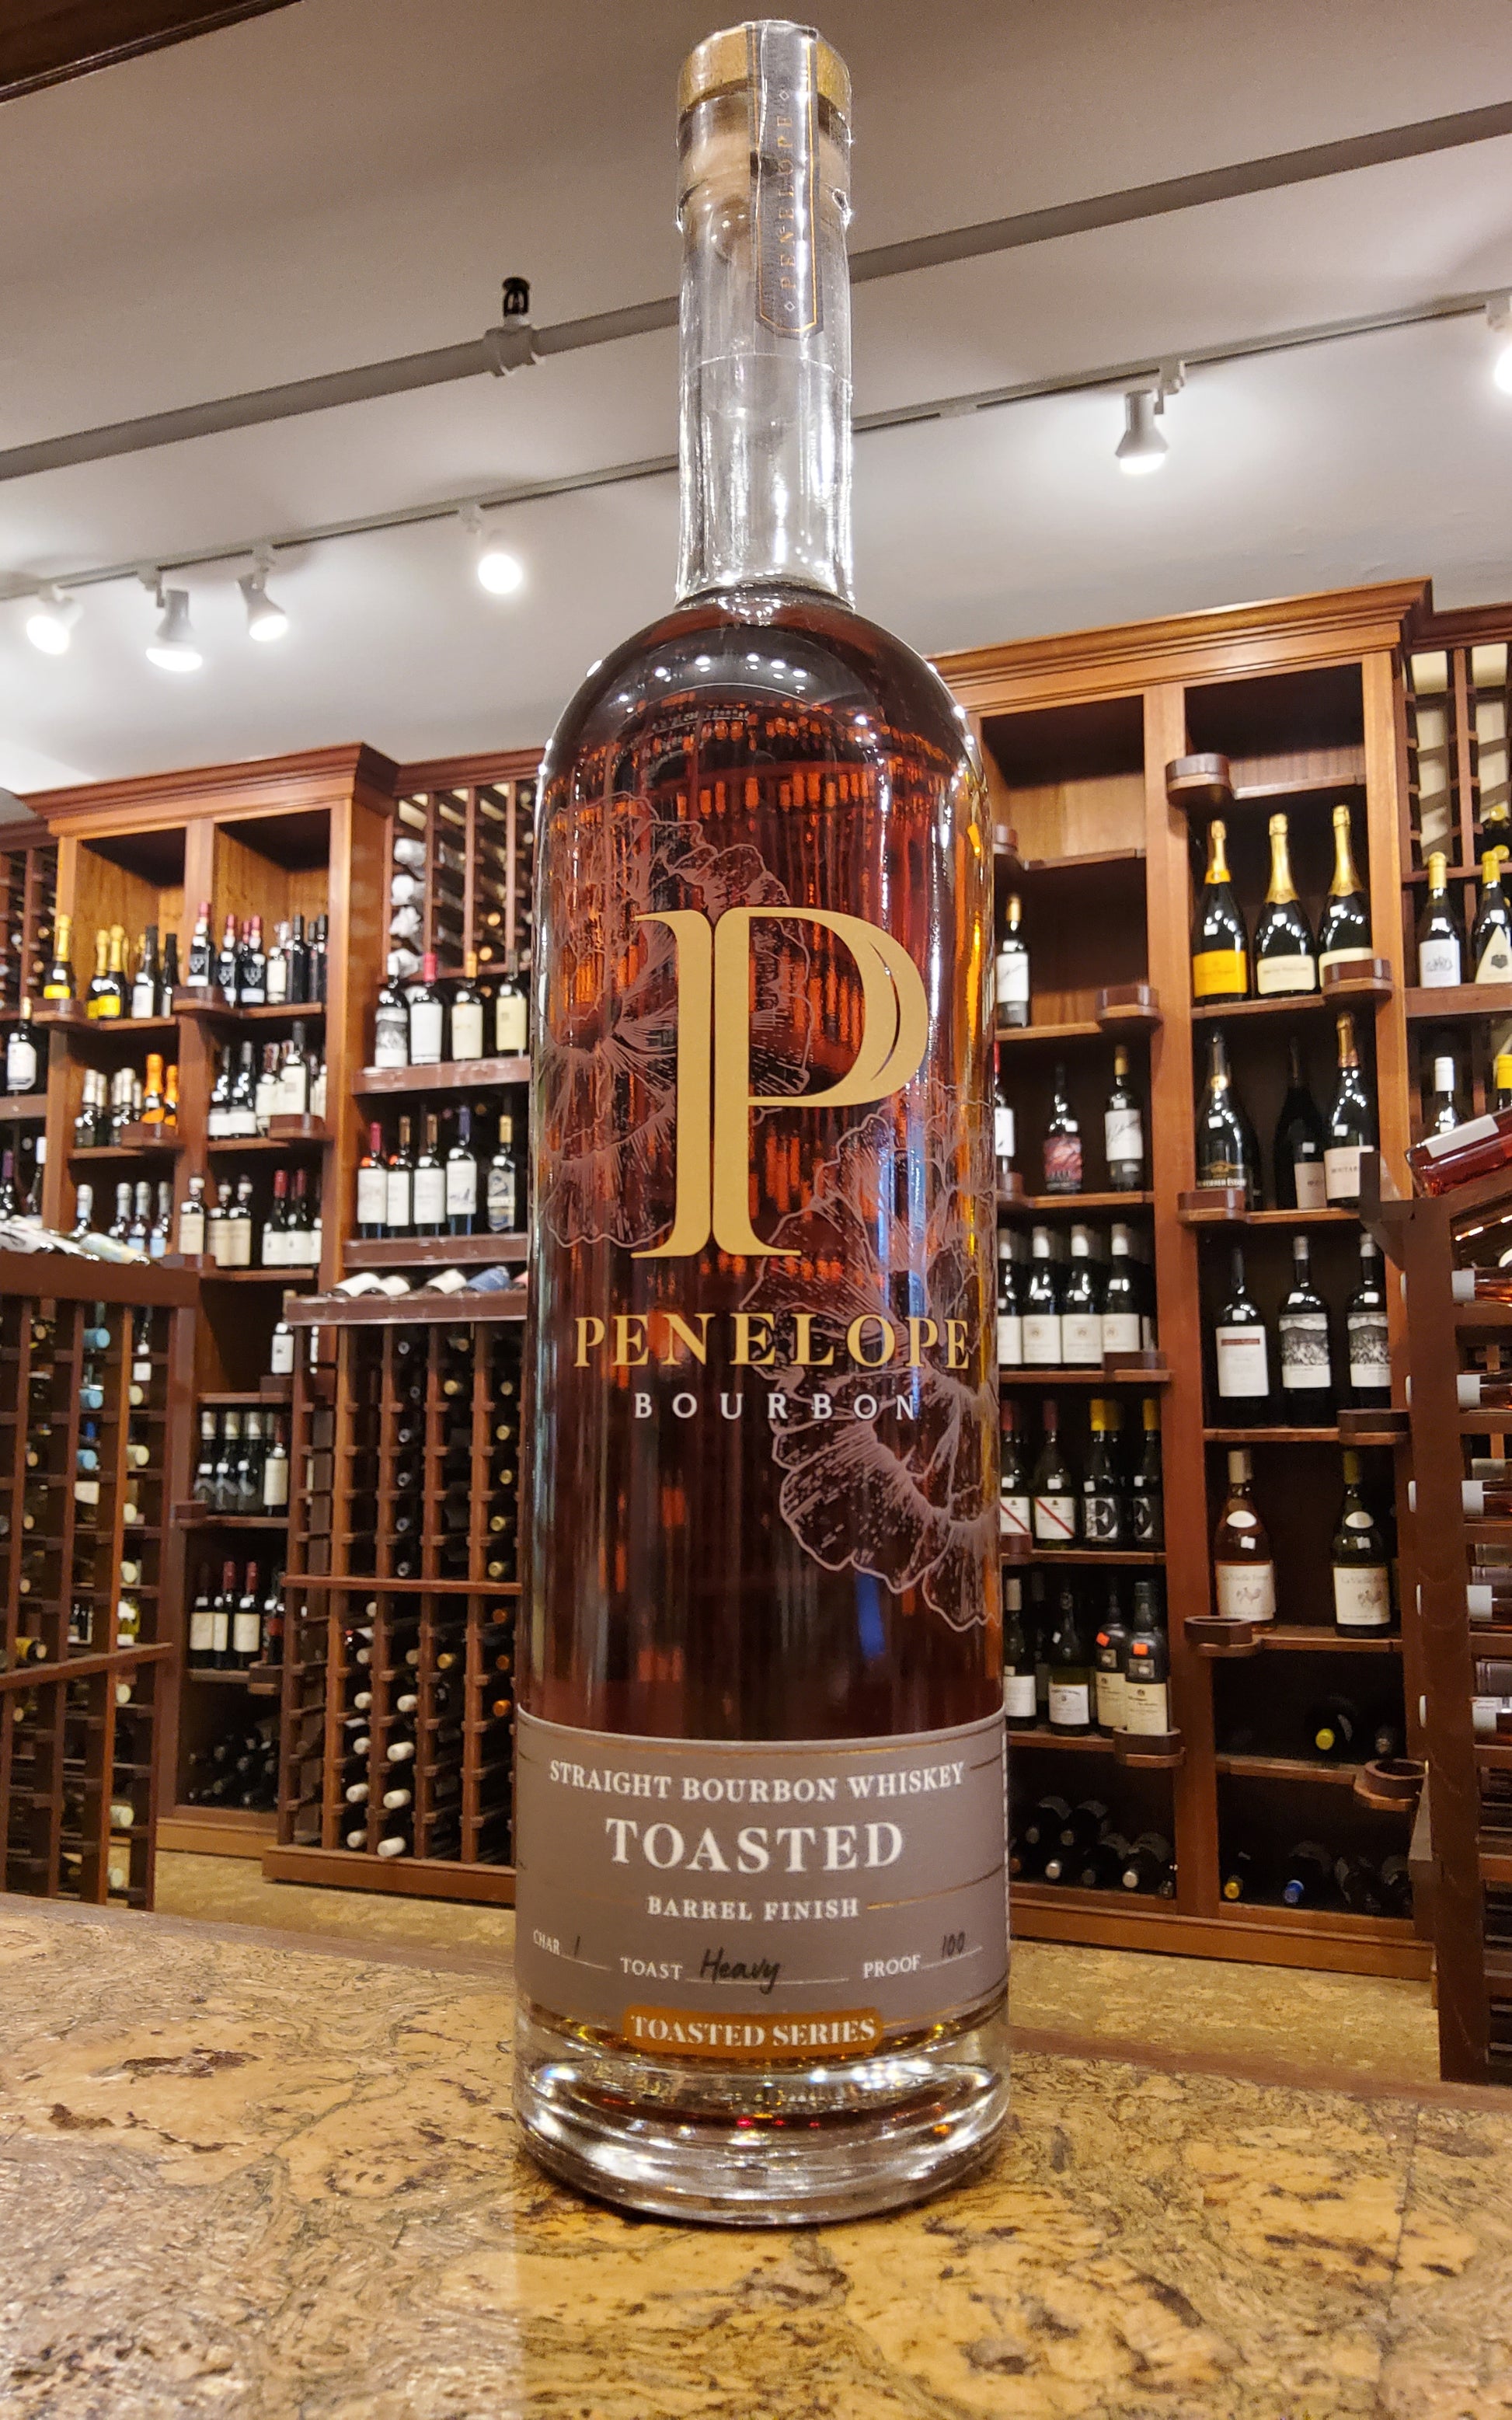 PENELOPE
P
PENELOPE
BOURBON
STRAIGHT BOURBON WHISKEY
TOASTED
BARREL FINISH
CHAR 1 TOAST Heavy PROOF 100
TOASTED SERIES